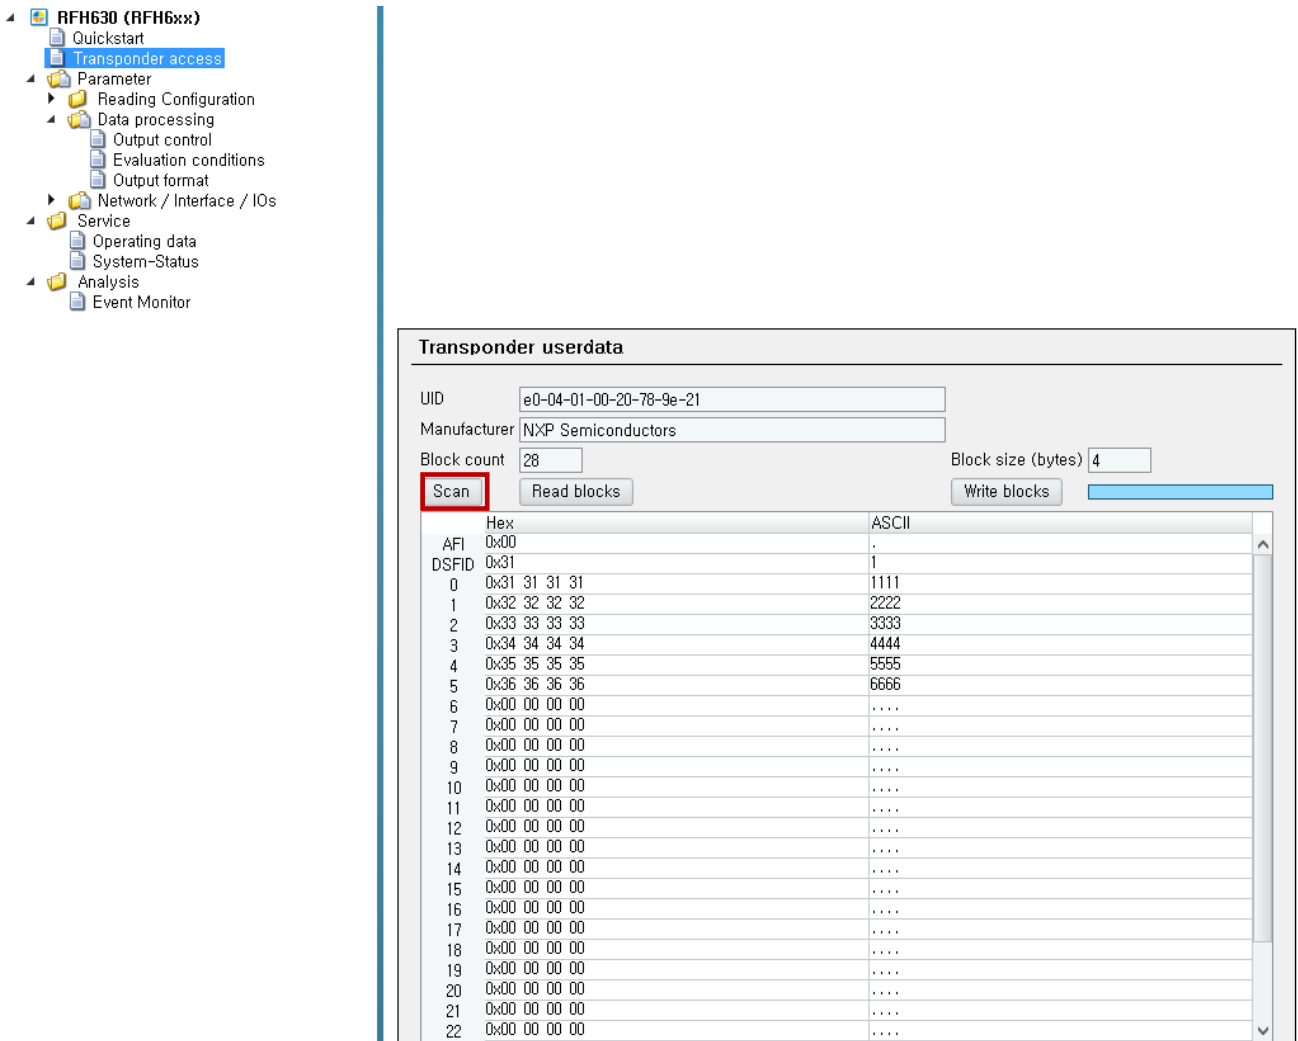 RFH630 (RFH6xx)
Quickstart
Transponder access
Parameter
Reading Configuration
Data processing
Output control
Evaluation conditions
Output format
Network / Interface / IOs
Service
Operating data
System-Status
Analysis
Event Monitor
Transponder userdata
UID e0-04-01-00-20-78-9e-21
Manufacturer NXP Semiconductors
Block count 28 Block size (bytes) 4
Scan Read blocks Write blocks
Hex ASCII
AFI 0x00 .
DSFID 0x31 1
0 0x31 31 31 31 1111
1 0x32 32 32 32 2222
2 0x33 33 33 33 3333
3 0x34 34 34 34 4444
4 0x35 35 35 35 5555
5 0x36 36 36 36 6666
6 0x00 00 00 00 ....
7 0x00 00 00 00 ....
8 0x00 00 00 00 ....
9 0x00 00 00 00 ....
10 0x00 00 00 00 ....
11 0x00 00 00 00 ....
12 0x00 00 00 00 ....
13 0x00 00 00 00 ....
14 0x00 00 00 00 ....
15 0x00 00 00 00 ....
16 0x00 00 00 00 ....
17 0x00 00 00 00 ....
18 0x00 00 00 00 ....
19 0x00 00 00 00 ....
20 0x00 00 00 00 ....
21 0x00 00 00 00 ....
22 0x00 00 00 00 ....